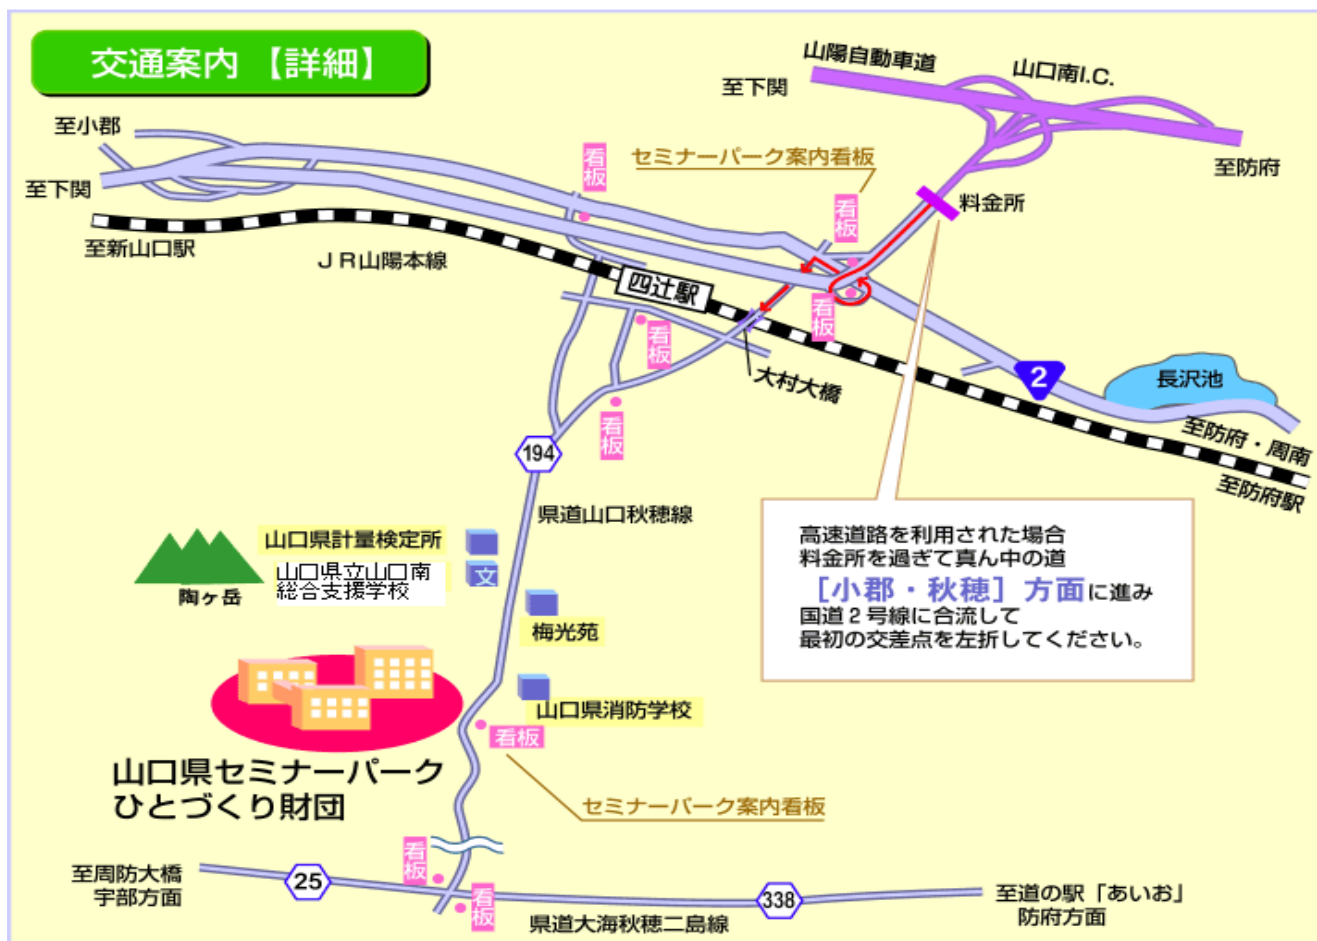 交通案内【詳細】
山陽自動車道
山口南I.C.
至下関
至小郡
セミナーパーク案内看板
看板
至防府
至下関
看板
料金所
至新山口駅
JR山陽本線
四辻駅
看板
看板
大村大橋
2
長沢池
看板
至防府・周南
194
至防府駅
県道山口秋穂線
高速道路を利用された場合
料金所を過ぎて真ん中の道
［小郡・秋穂］方面に進み
国道2号線に合流して
最初の交差点を左折してください。
山口県計量検定所
山口県立山口南
総合支援学校
文
陶ヶ岳
梅光苑
山口県消防学校
看板
山口県セミナーパーク
ひとづくり財団
セミナーパーク案内看板
看板
至周防大橋
宇部方面
25
看板
338
至道の駅「あいお」
防府方面
県道大海秋穂二島線